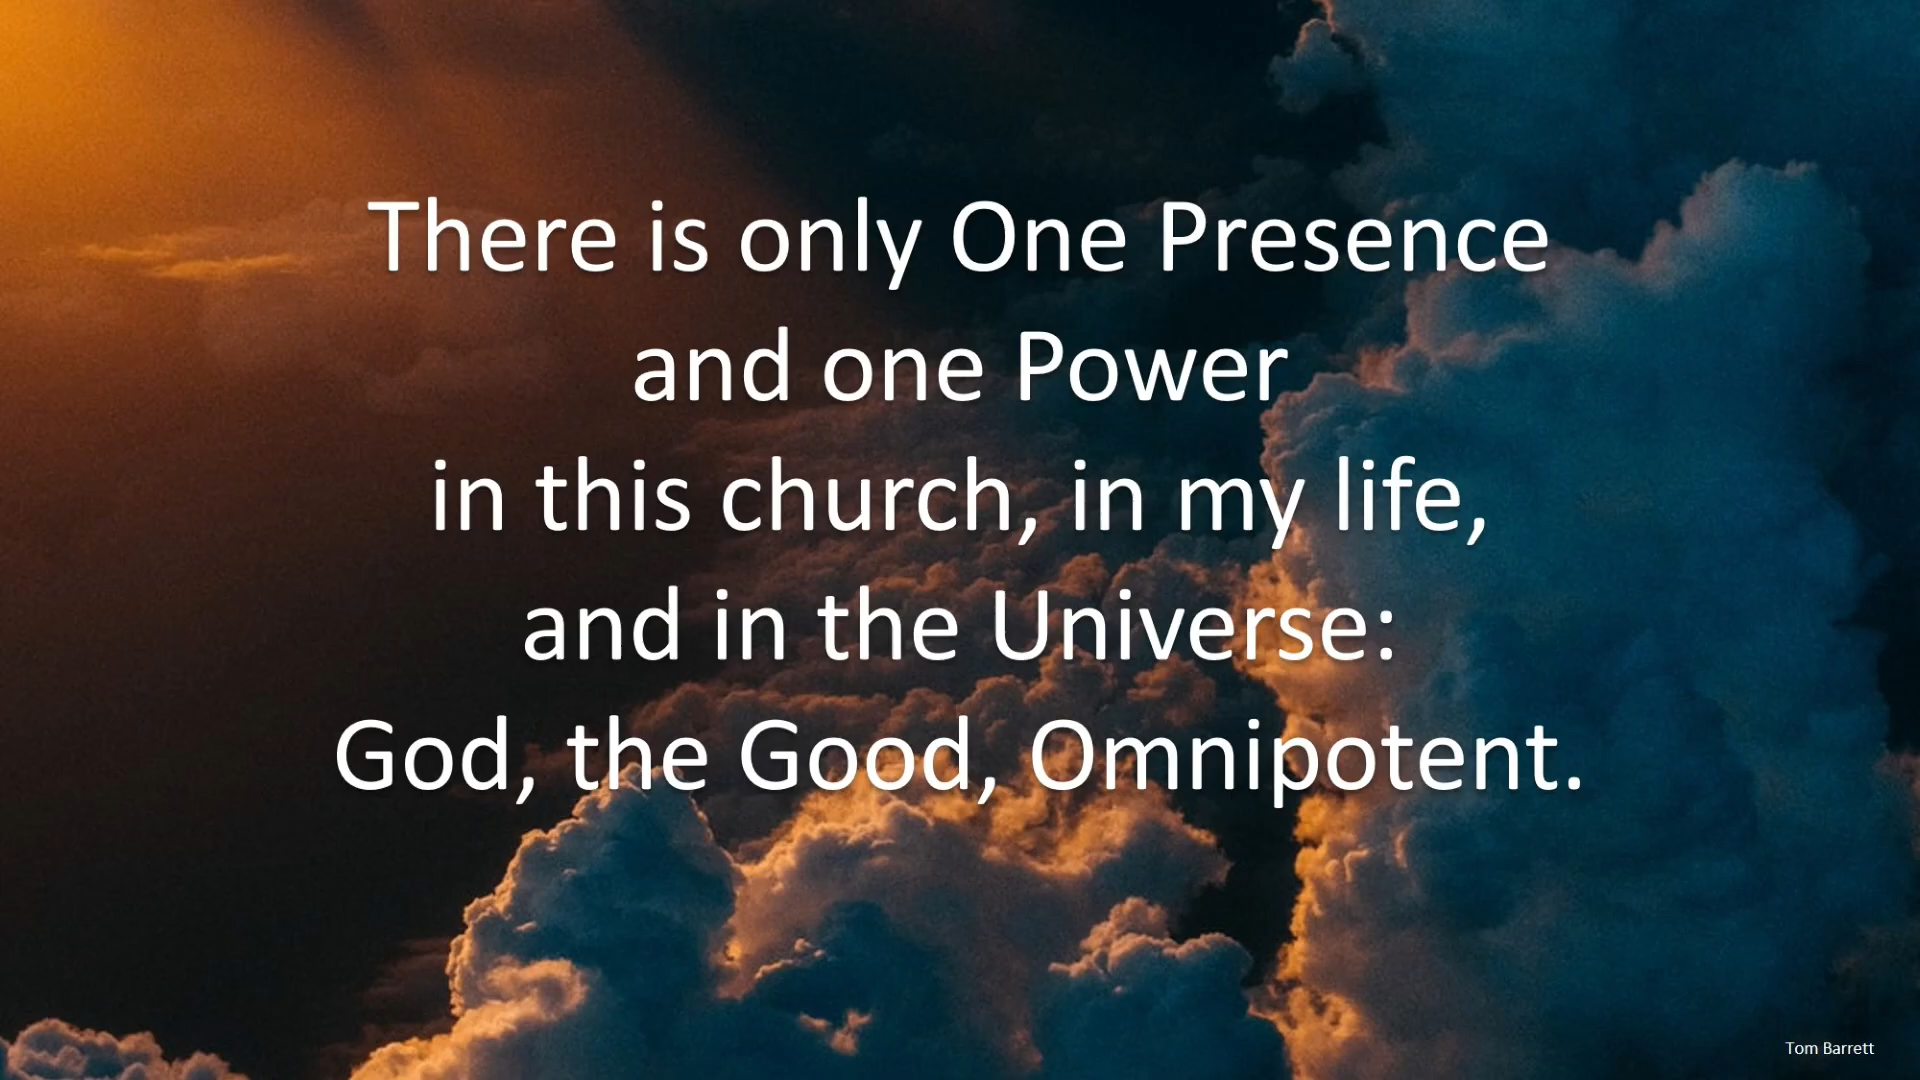 There is only One Presence
and one Power
in this church, in my life,
and in the Universe:
God, the Good, Omnipotent.
Tom Barrett